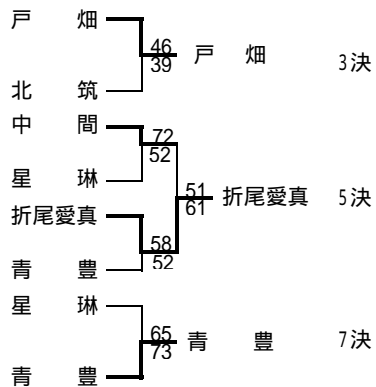 戸 畑
46
39
戸 畑
3決
北 筑
中 間
72
52
星 琳
51
61
折尾愛真
5決
折尾愛真
58
52
青 豊
星 琳
65
73
青 豊
7決
青 豊